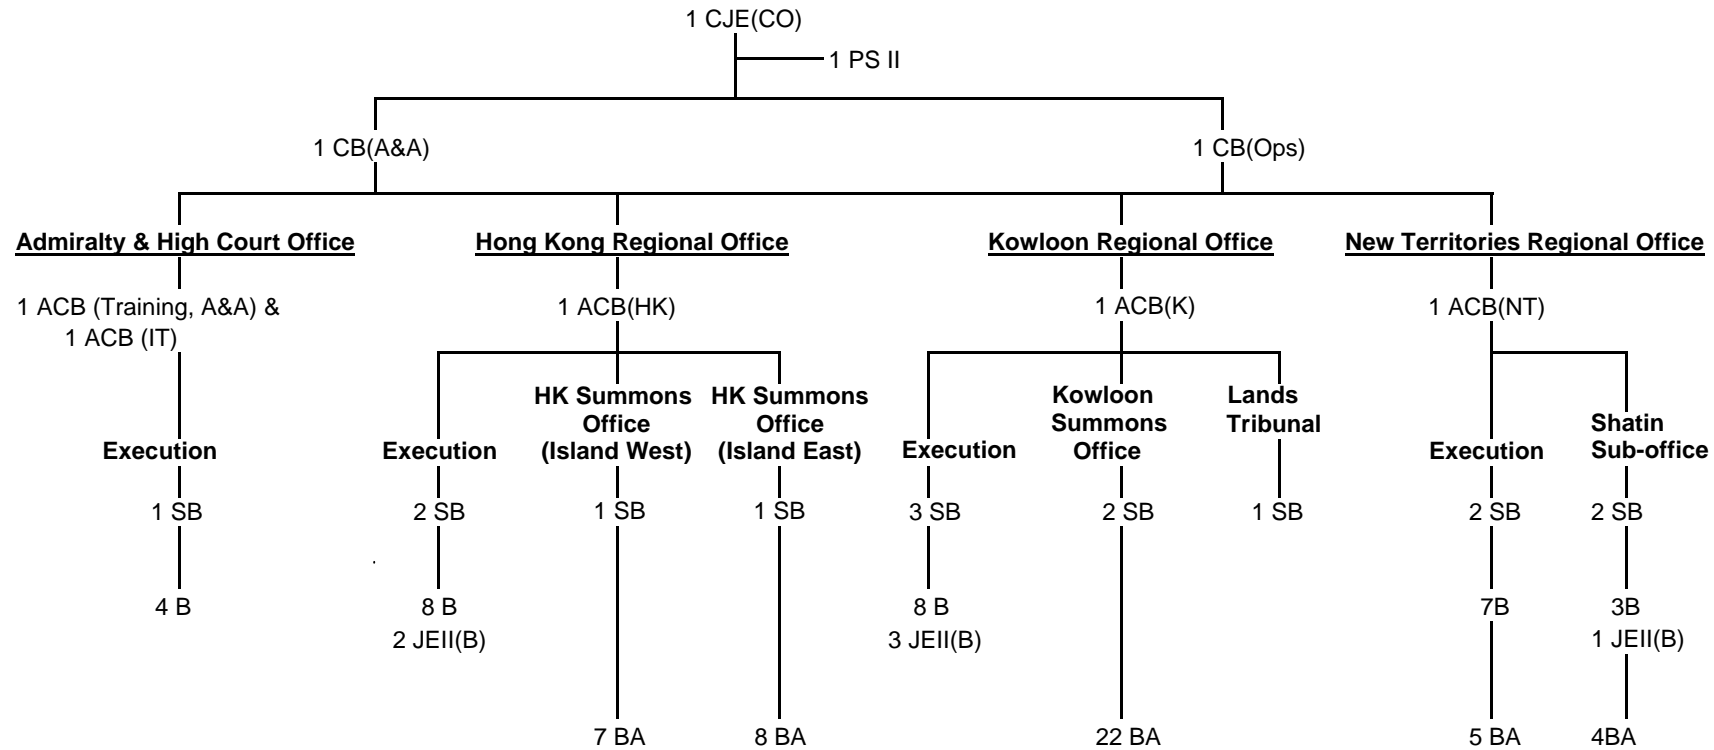 1 CJE(CO)
1 PS II
1 CB(A&A)
1 CB(Ops)
Admiralty & High Court Office
Hong Kong Regional Office
Kowloon Regional Office
New Territories Regional Office
1 ACB (Training, A&A) &
1 ACB (IT)
1 ACB(HK)
1 ACB(K)
1 ACB(NT)
Execution
Execution
HK Summons
Office
(Island West)
HK Summons
Office
(Island East)
Execution
Kowloon
Summons
Office
Lands
Tribunal
Execution
Shatin
Sub-office
1 SB
2 SB
1 SB
1 SB
3 SB
2 SB
1 SB
2 SB
2 SB
4 B
8 B
2 JEII(B)
8 B
3 JEII(B)
7B
3B
1 JEII(B)
7 BA
8 BA
22 BA
5 BA
4BA